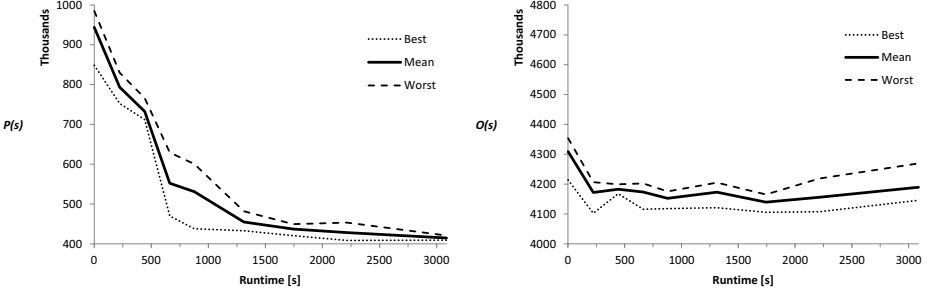 Thousands
1000
900
800
700
600
500
400
P(s)
0 500 1000 1500 2000 2500 3000
Runtime [s]
Best
Mean
Worst
Thousands
4800
4700
4600
4500
4400
4300
4200
4100
4000
O(s)
0 500 1000 1500 2000 2500 3000
Runtime [s]
Best
Mean
Worst